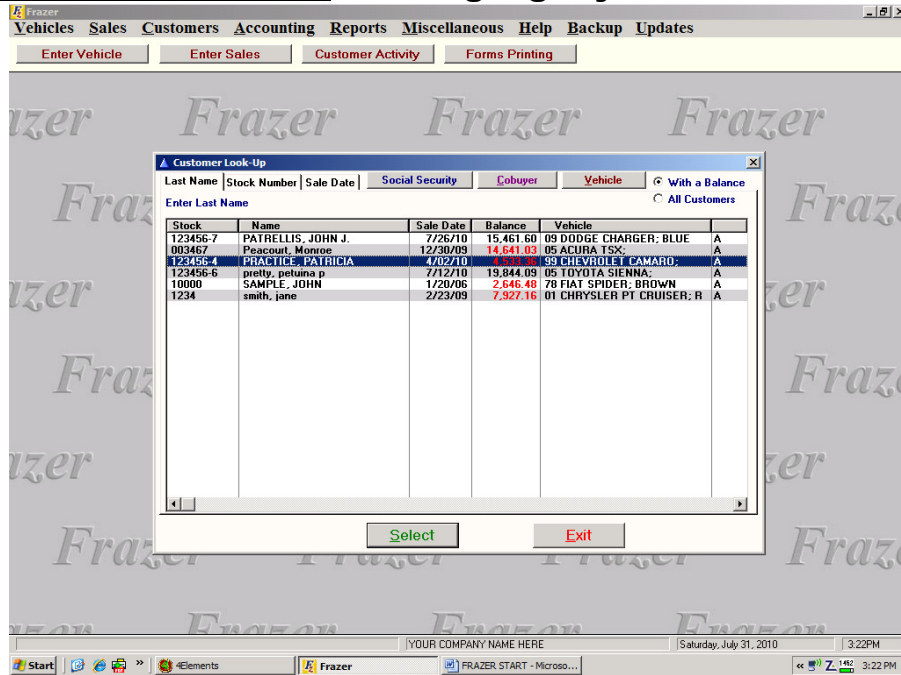 Frazer
Vehicles Sales Customers Accounting Reports Miscellaneous Help Backup Updates
Enter Vehicle Enter Sales Customer Activity Forms Printing
Customer Look-Up
Last Name Stock Number Sale Date Social Security Cobuyer Vehicle With a Balance
Enter Last Name All Customers
Stock Name Sale Date Balance Vehicle
123456-7 PATRELLIS, JOHN J. 7/26/10 15,461.60 09 DODGE CHARGER; BLUE A
003467 Peacourt, Monroe 12/30/09 14,641.03 05 ACURA TSX; A
123456-4 PRACTICE, PATRICIA 4/02/10 99 CHEVROLET CAMARO; A
123456-6 pretty, petuina p 7/12/10 19,844.09 05 TOYOTA SIENNA; A
10000 SAMPLE, JOHN 1/20/06 2,646.48 78 FIAT SPIDER; BROWN A
1234 smith, jane 2/23/09 7,927.16 01 CHRYSLER PT CRUISER; R A
Select Exit
Frazer Frazer Frazer
YOUR COMPANY NAME HERE Saturday, July 31, 2010 3:22PM
Start » 4Elements Frazer FRAZER START - Microso... « 1492 3:22 PM